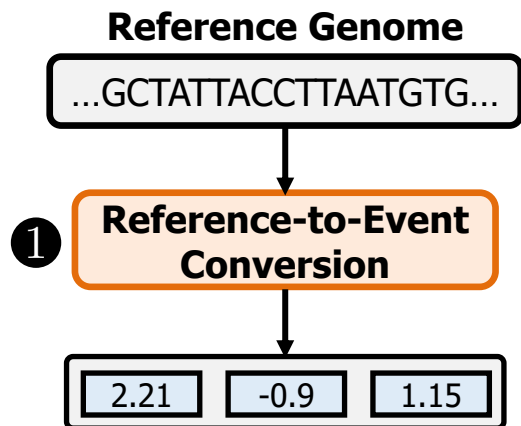 Reference Genome
...GCTATTACCTTAATGTG...
❶
Reference-to-Event
Conversion
2.21 -0.9 1.15